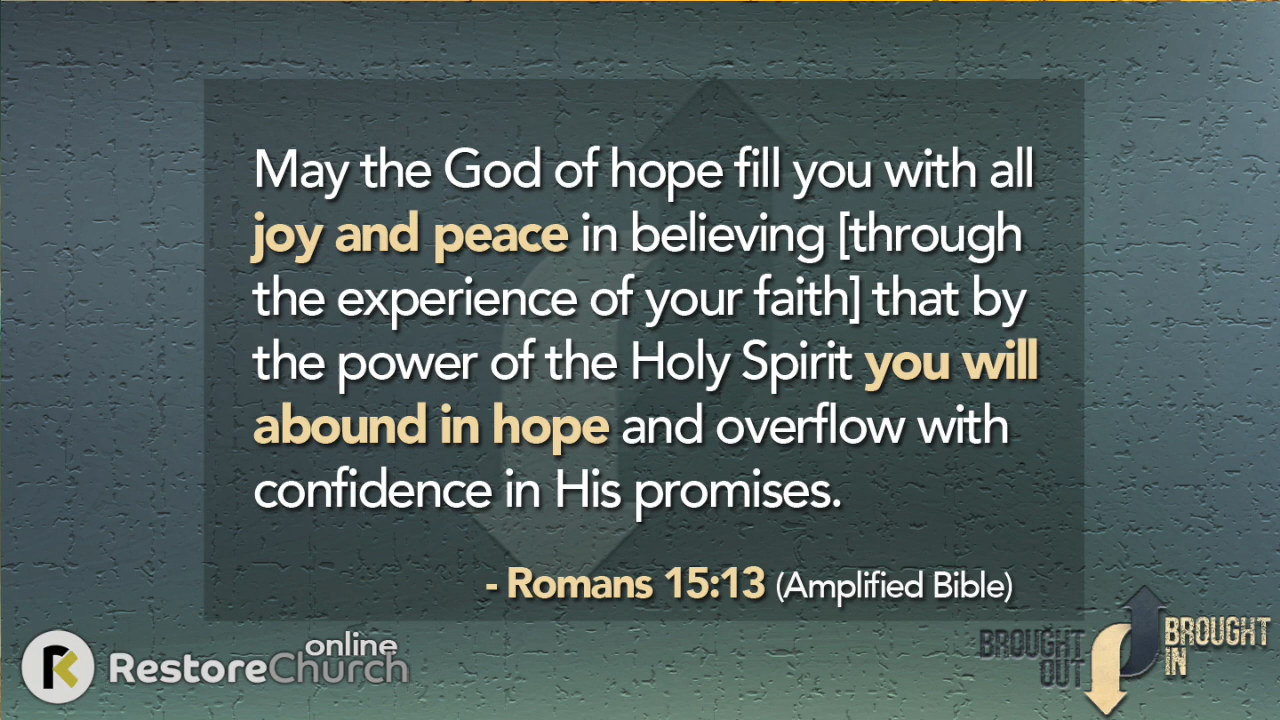 May the God of hope fill you with all
joy and peace in believing [through
the experience of your faith] that by
the power of the Holy Spirit you will
abound in hope and overflow with
confidence in His promises.
- Romans 15:13 (Amplified Bible)
online
RestoreChurch
BROUGHT
OUT
BROUGHT
IN